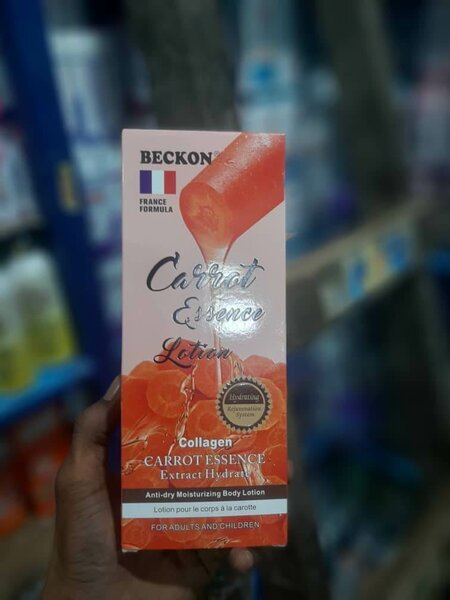 BECKON®
FRANCE
FORMULA
Carrot
Essence
Lotion
Hydrating
Rejuvenation
System
Collagen
CARROT ESSENCE
Extract Hydrate
Anti-dry Moisturizing Body Lotion
Lotion pour le corps à la carotte
FOR ADULTS AND CHILDREN